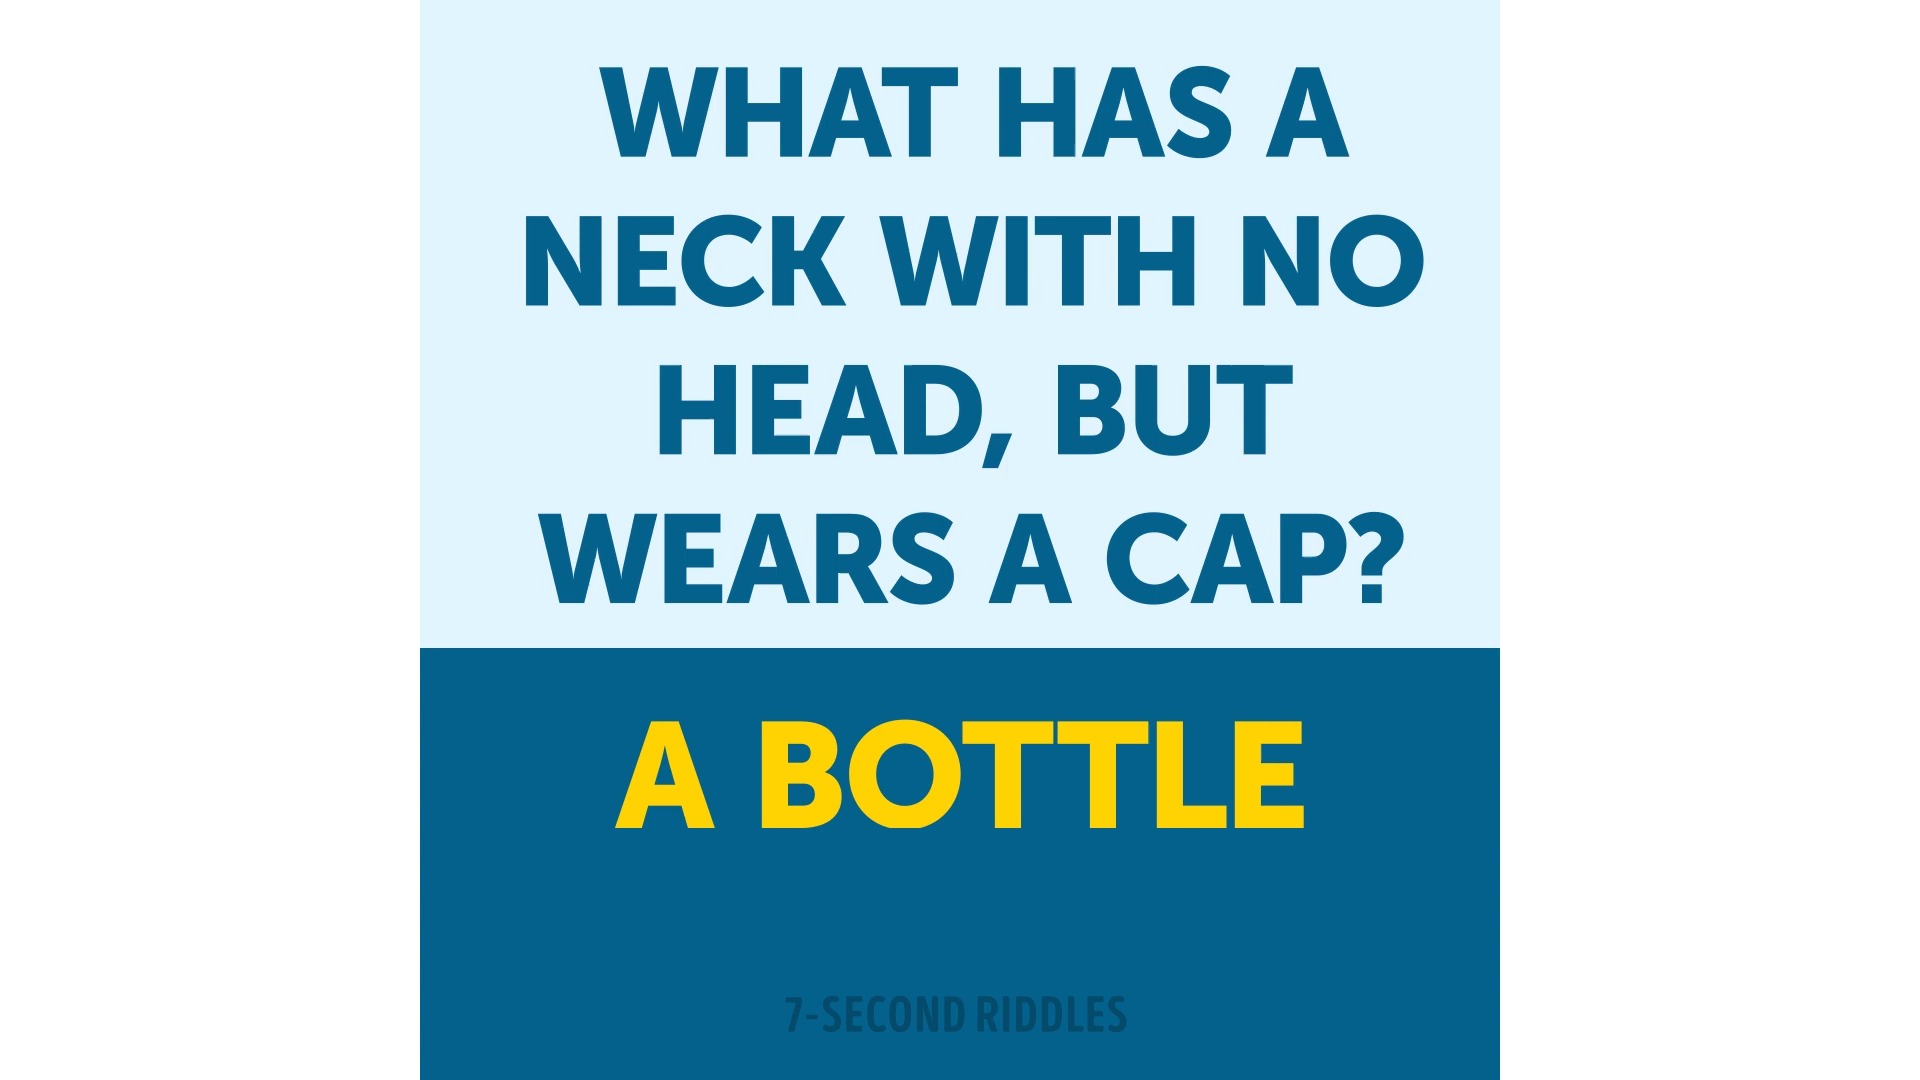 WHAT HAS A
NECK WITH NO
HEAD, BUT
WEARS A CAP?
A BOTTLE
7-SECOND RIDDLES